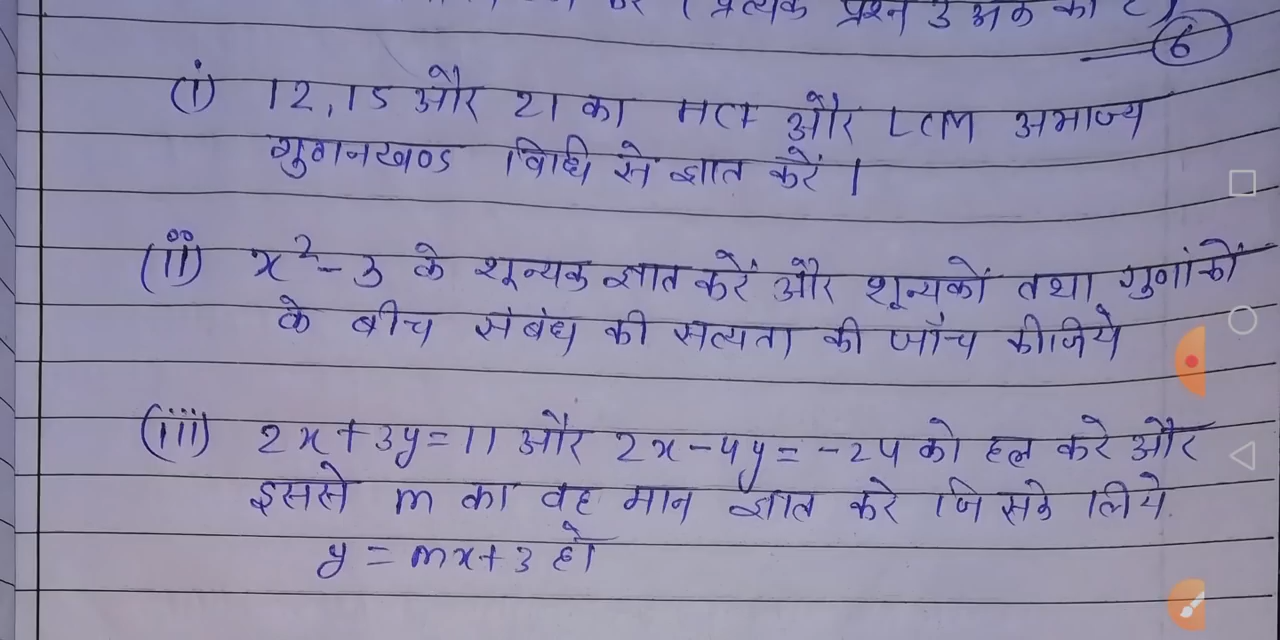 (प्रत्येक प्रश्न 3 अंक का है)
6
(i) 12, 15 और 21 का HCF और LCM अभाज्य
गुणनखण्ड विधि से ज्ञात करें।
(ii) x²-3 के शून्यक ज्ञात करें और शून्यकों तथा गुणांकों
के बीच संबंध की सत्यता की जाँच कीजिये
(iii) 2x+3y=11 और 2x-4y=-24 को हल करे और
इससे m का वह मान ज्ञात करे जिसके लिये.
y = mx+3 हो